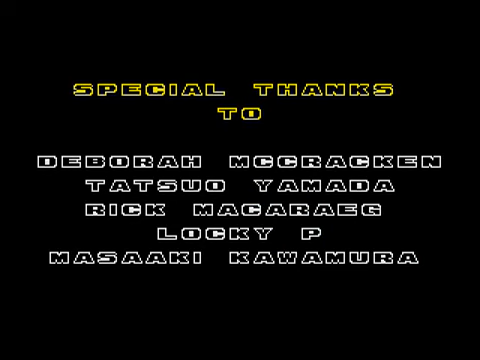 SPECIAL THANKS
TO
DEBORAH MCCRACKEN
TATSUO YAMADA
RICK MACARAEG
LOCKY P
MASAAKI KAWAMURA